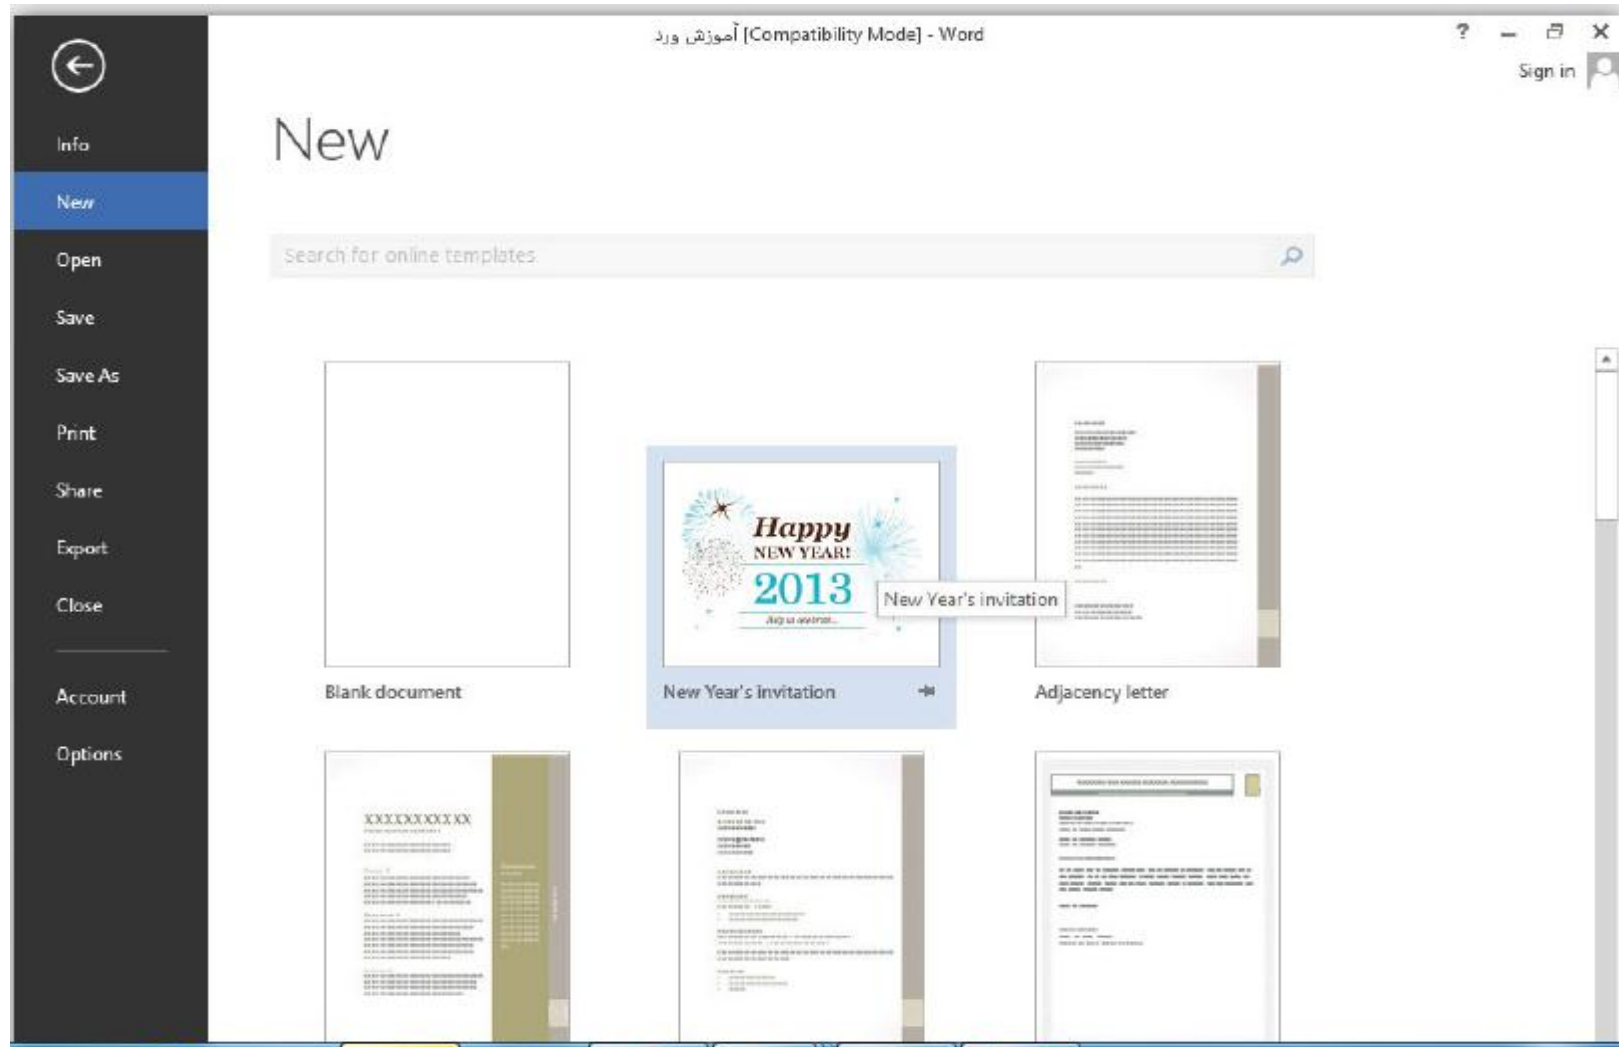 آموزش ورد [Compatibility Mode] - Word
?
Sign in
Info
New
Open
Save
Save As
Print
Share
Export
Close
Account
Options
New
Search for online templates
Happy
NEW YEAR!
2013
New Year's invitation
Blank document
New Year's invitation
Adjacency letter
XXXXXXXXXXX